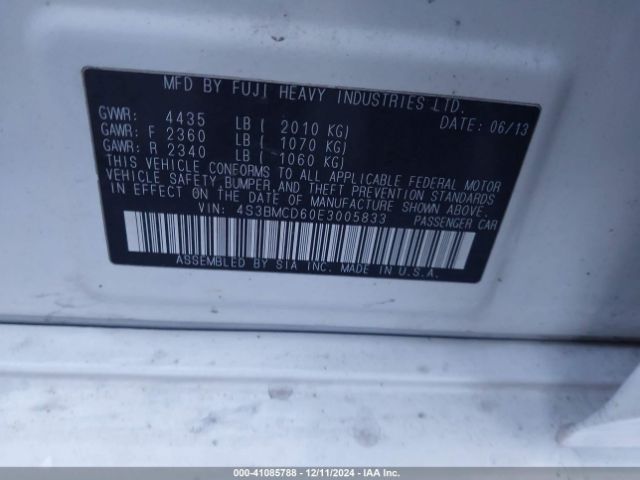 MFD BY FUJI HEAVY INDUSTRIES LTD.
GVWR: 4435 LB ( 2010 KG) DATE: 06/13
GAWR: F 2360 LB ( 1070 KG)
GAWR: R 2340 LB ( 1060 KG)
THIS VEHICLE CONFORMS TO ALL APPLICABLE FEDERAL MOTOR
VEHICLE SAFETY, BUMPER, AND THEFT PREVENTION STANDARDS
IN EFFECT ON THE DATE OF MANUFACTURE SHOWN ABOVE.
VIN: 4S3BMCD60E3005833 PASSENGER CAR
ASSEMBLED BY SIA INC. MADE IN U.S.A.
000-41085788 - 12/11/2024 - IAA Inc.